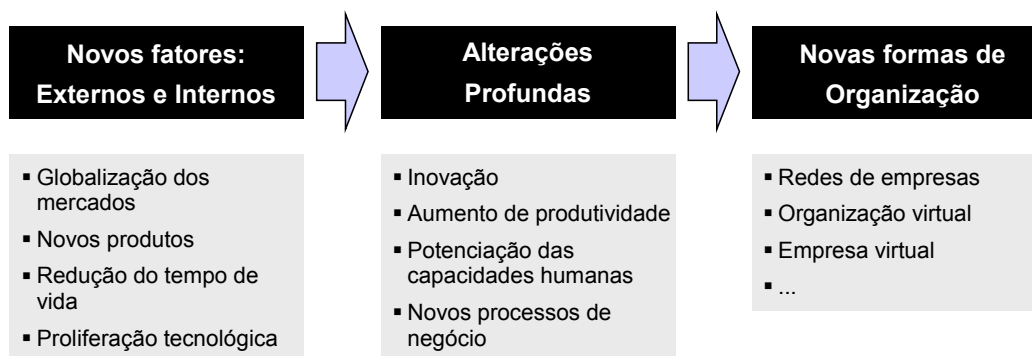 Novos fatores:
Externos e Internos
▪ Globalização dos
mercados
▪ Novos produtos
▪ Redução do tempo de
vida
▪ Proliferação tecnológica
Alterações
Profundas
▪ Inovação
▪ Aumento de produtividade
▪ Potenciação das
capacidades humanas
▪ Novos processos de
negócio
Novas formas de
Organização
▪ Redes de empresas
▪ Organização virtual
▪ Empresa virtual
▪ ...